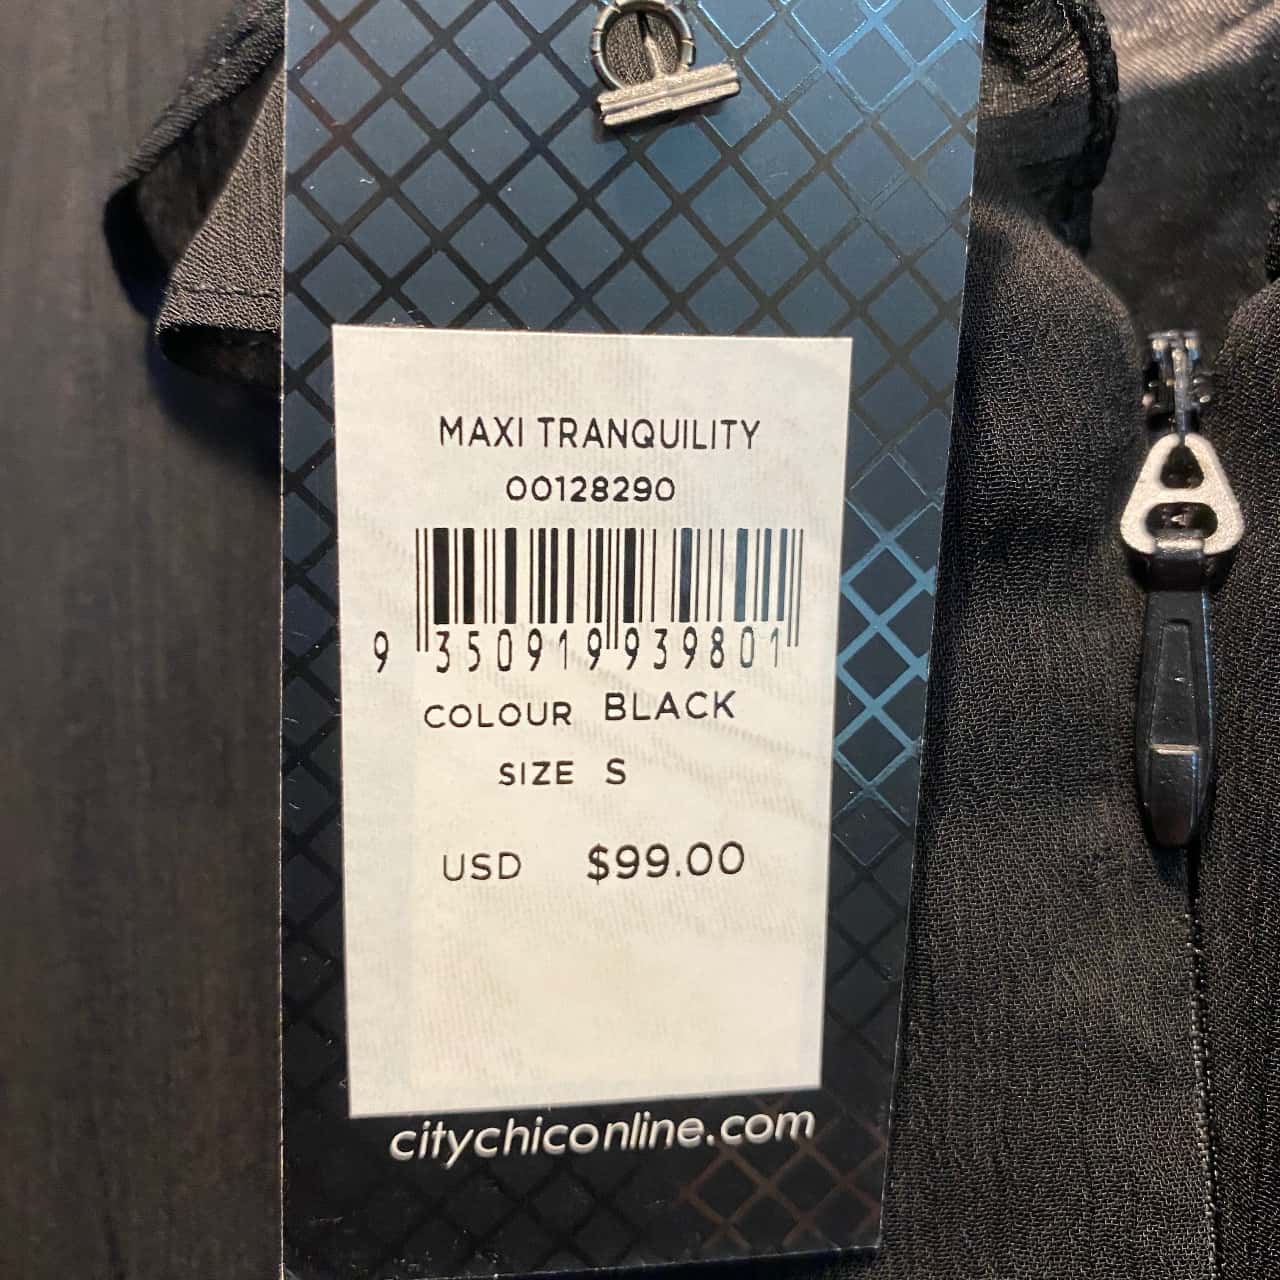 MAXI TRANQUILITY
00128290
9 350919 939801
COLOUR BLACK
SIZE S
USD $99.00
citychiconline.com